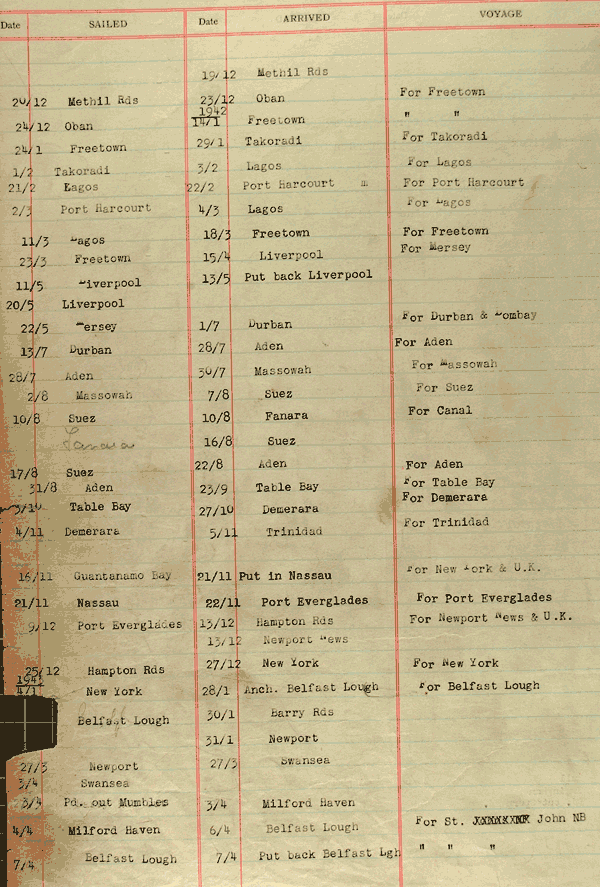 Date SAILED Date ARRIVED VOYAGE
19/12 Methil Rds
20/12 Methil Rds 23/12 Oban For Freetown
1942
24/12 Oban 14/1 Freetown " "
24/1 Freetown 29/1 Takoradi For Takoradi
1/2 Takoradi 3/2 Lagos For Lagos
21/2 Lagos 22/2 Port Harcourt For Port Harcourt
2/3 Port Harcourt 4/3 Lagos For Lagos
11/3 Lagos 18/3 Freetown For Freetown
23/3 Freetown 15/4 Liverpool For Mersey
11/5 Liverpool 13/5 Put back Liverpool
20/5 Liverpool
22/5 Mersey 1/7 Durban For Durban & Bombay
13/7 Durban 28/7 Aden For Aden
28/7 Aden 30/7 Massowah For Massowah
2/8 Massowah 7/8 Suez For Suez
10/8 Suez 10/8 Fanara For Canal
Fanara 16/8 Suez
17/8 Suez 22/8 Aden For Aden
31/8 Aden 23/9 Table Bay For Table Bay
3/10 Table Bay 27/10 Demerara For Demerara
4/11 Demerara 5/11 Trinidad For Trinidad
16/11 Guantanamo Bay 21/11 Put in Nassau For New York & U.K.
21/11 Nassau 22/11 Port Everglades For Port Everglades
9/12 Port Everglades 13/12 Hampton Rds For Newport News & U.K.
13/12 Newport News
25/12 Hampton Rds 27/12 New York For New York
1943
4/1 New York 28/1 Anch. Belfast Lough For Belfast Lough
Belfast Lough 30/1 Barry Rds
31/1 Newport
27/3 Newport 27/3 Swansea
3/4 Swansea
3/4 Pd. out Mumbles 3/4 Milford Haven
4/4 Milford Haven 6/4 Belfast Lough For St. John NB
7/4 Belfast Lough 7/4 Put back Belfast Lgh " " "